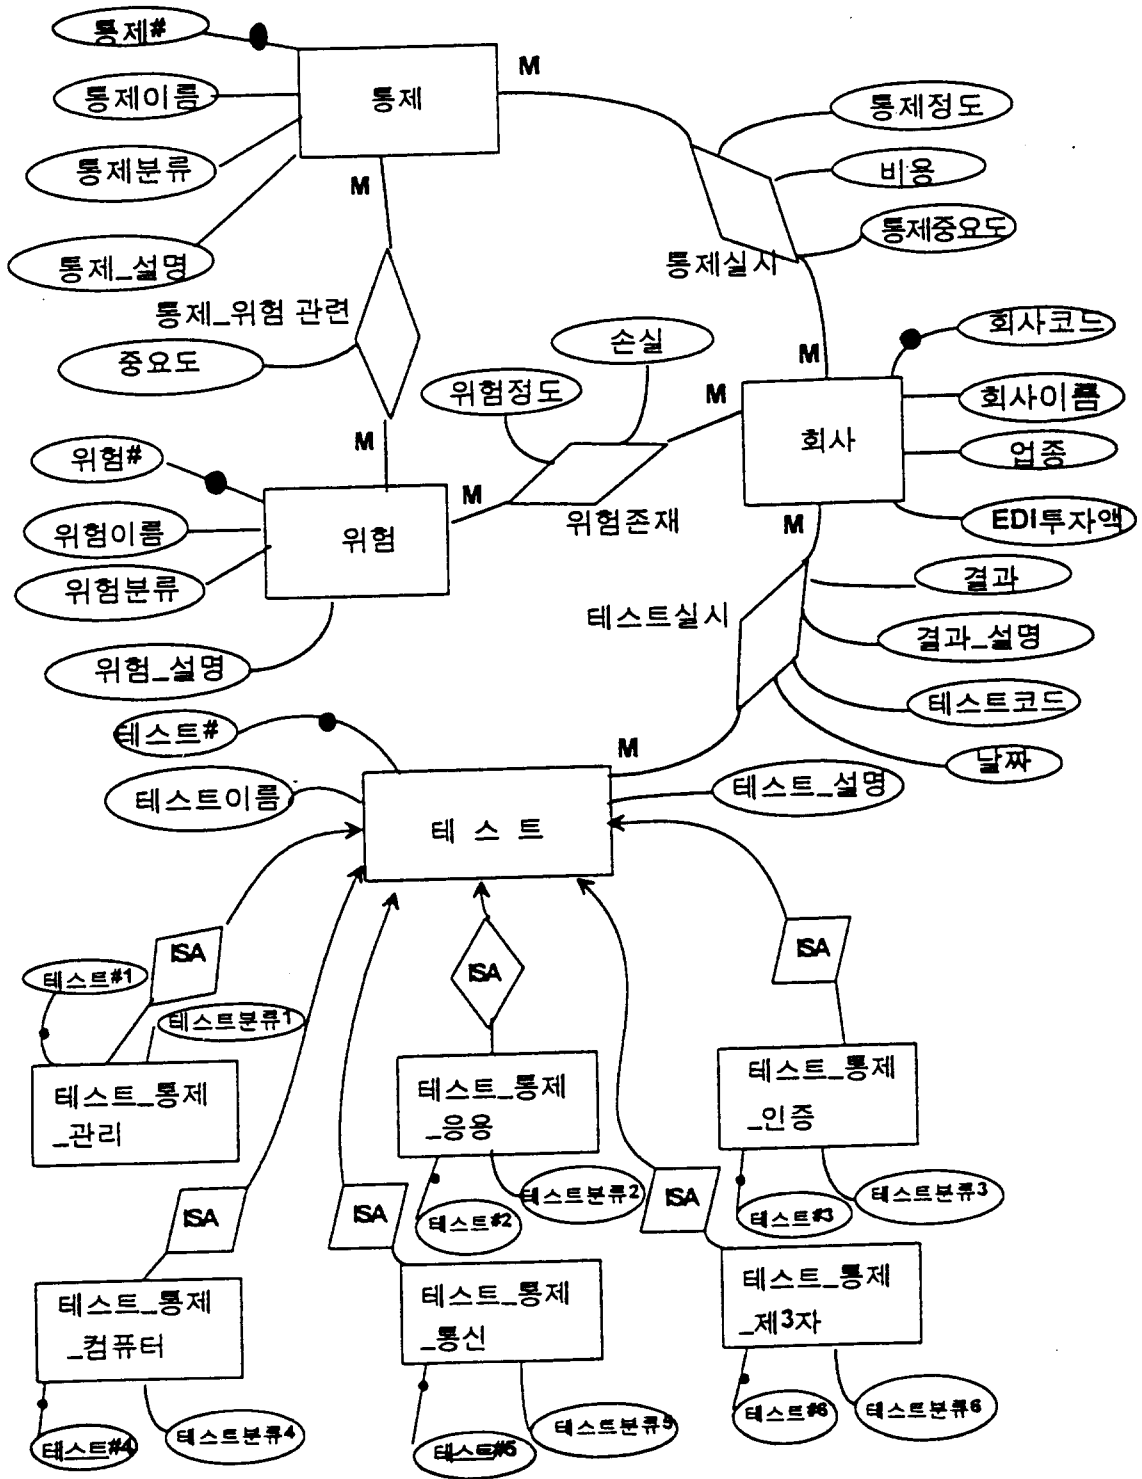 통제#
통제이름
통제분류
통제_설명
통제
M
M
통제정도
비용
통제중요도
통제실시
통제_위험 관련
중요도
M
M
회사코드
회사이름
업종
EDI투자액
회사
손실
위험정도
M
M
위험존재
위험#
위험이름
위험분류
위험_설명
위험
M
테스트실시
결과
결과_설명
테스트코드
날짜
M
테스트#
테스트이름
테스트_설명
테 스 트
ISA
ISA
ISA
테스트#1
테스트분류1
테스트_통제
_관리
테스트_통제
_응용
테스트#2
테스트분류2
테스트_통제
_인증
테스트#3
테스트분류3
ISA
ISA
ISA
테스트_통제
_컴퓨터
테스트#4
테스트분류4
테스트_통제
_통신
테스트#5
테스트분류5
테스트_통제
_제3자
테스트#6
테스트분류6